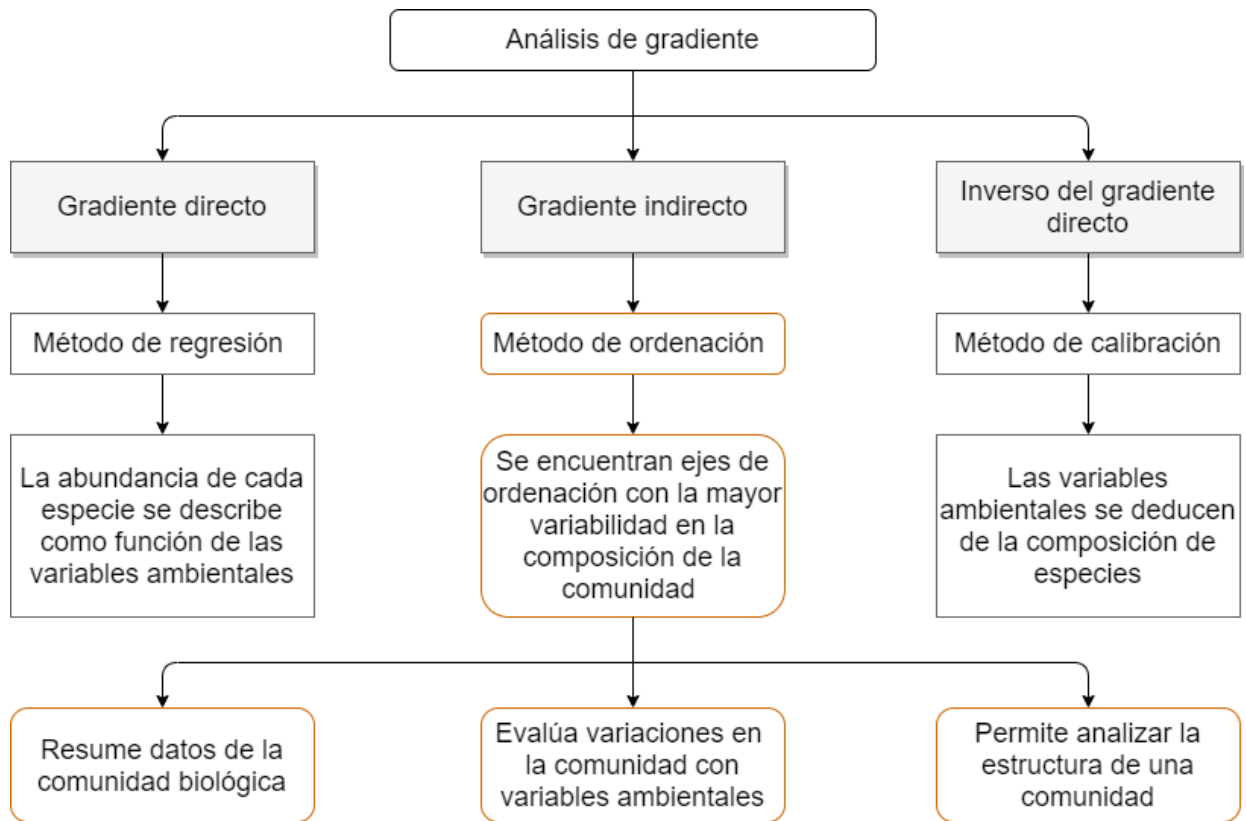 Análisis de gradiente
Gradiente directo
Gradiente indirecto
Inverso del gradiente
directo
Método de regresión
Método de ordenación
Método de calibración
La abundancia de cada
especie se describe
como función de las
variables ambientales
Se encuentran ejes de
ordenación con la mayor
variabilidad en la
composición de la
comunidad
Las variables
ambientales se deducen
de la composición de
especies
Resume datos de la
comunidad biológica
Evalúa variaciones en
la comunidad con
variables ambientales
Permite analizar la
estructura de una
comunidad